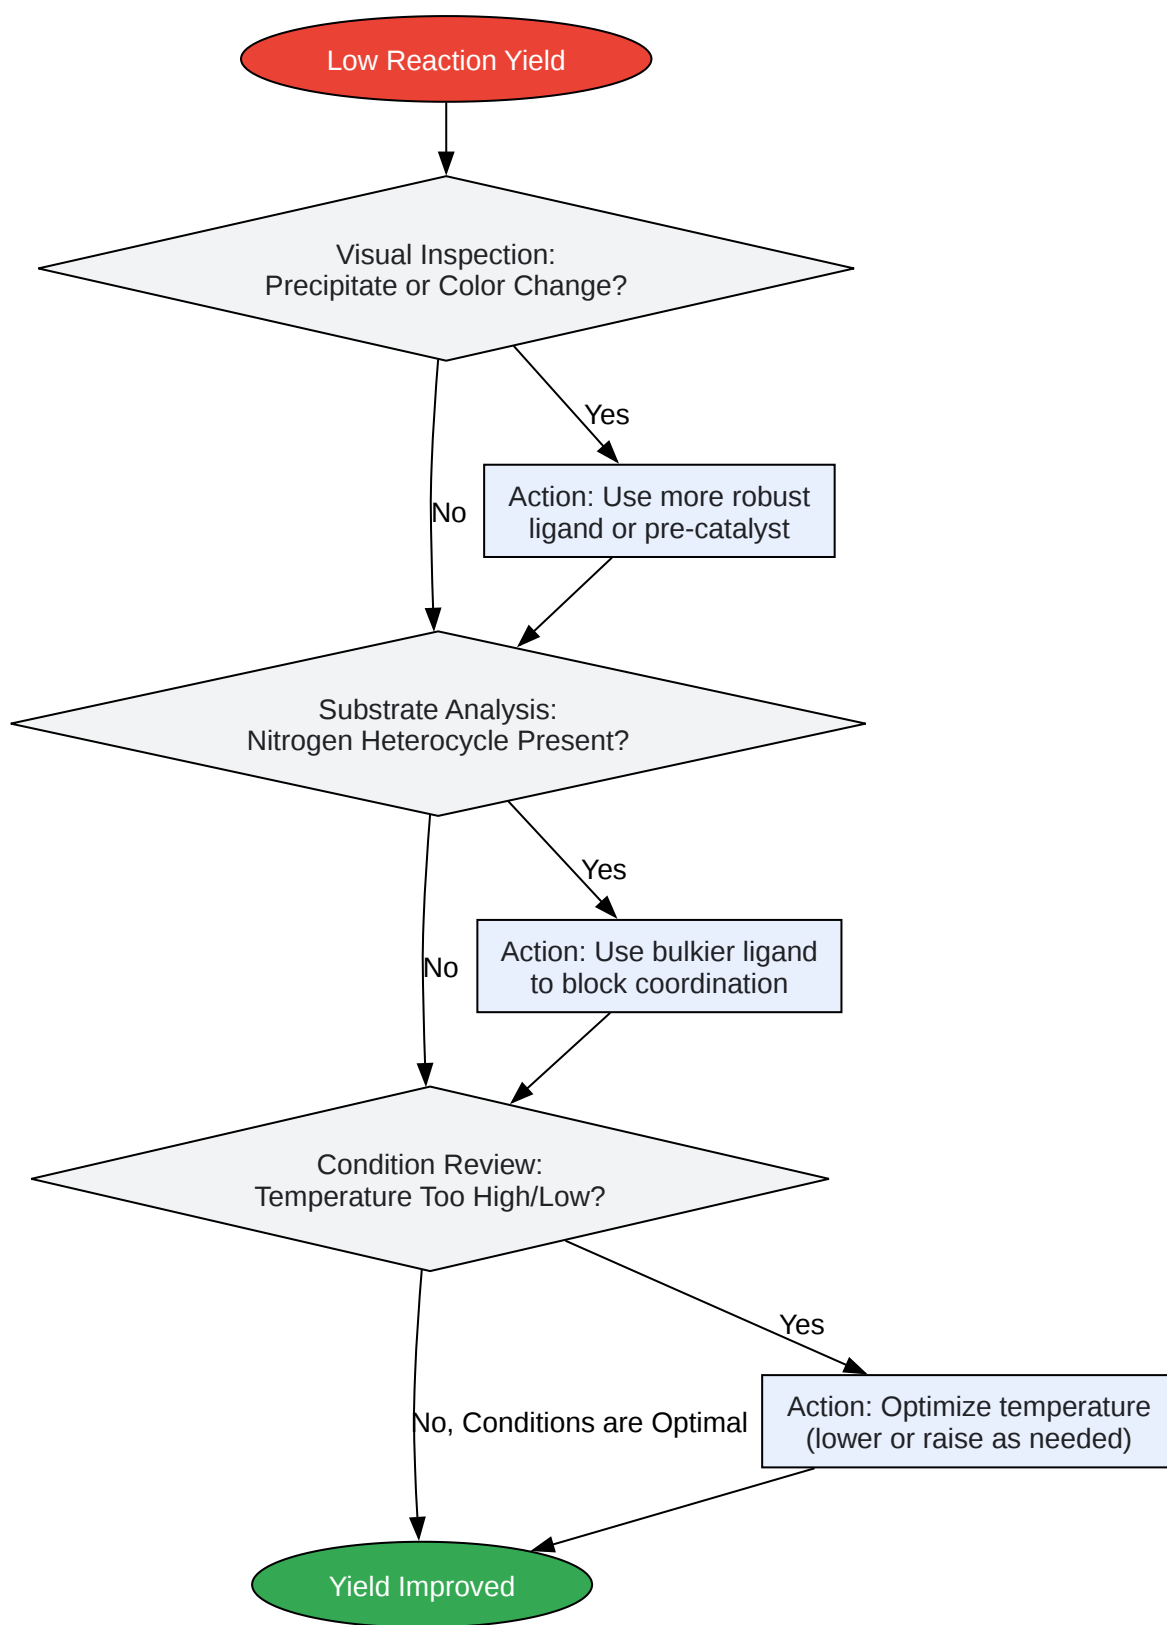 Low Reaction Yield
Visual Inspection:
Precipitate or Color Change?
Yes
Action: Use more robust
ligand or pre-catalyst
No
Substrate Analysis:
Nitrogen Heterocycle Present?
Yes
Action: Use bulkier ligand
to block coordination
No
Condition Review:
Temperature Too High/Low?
Yes
Action: Optimize temperature
(lower or raise as needed)
No, Conditions are Optimal
Yield Improved